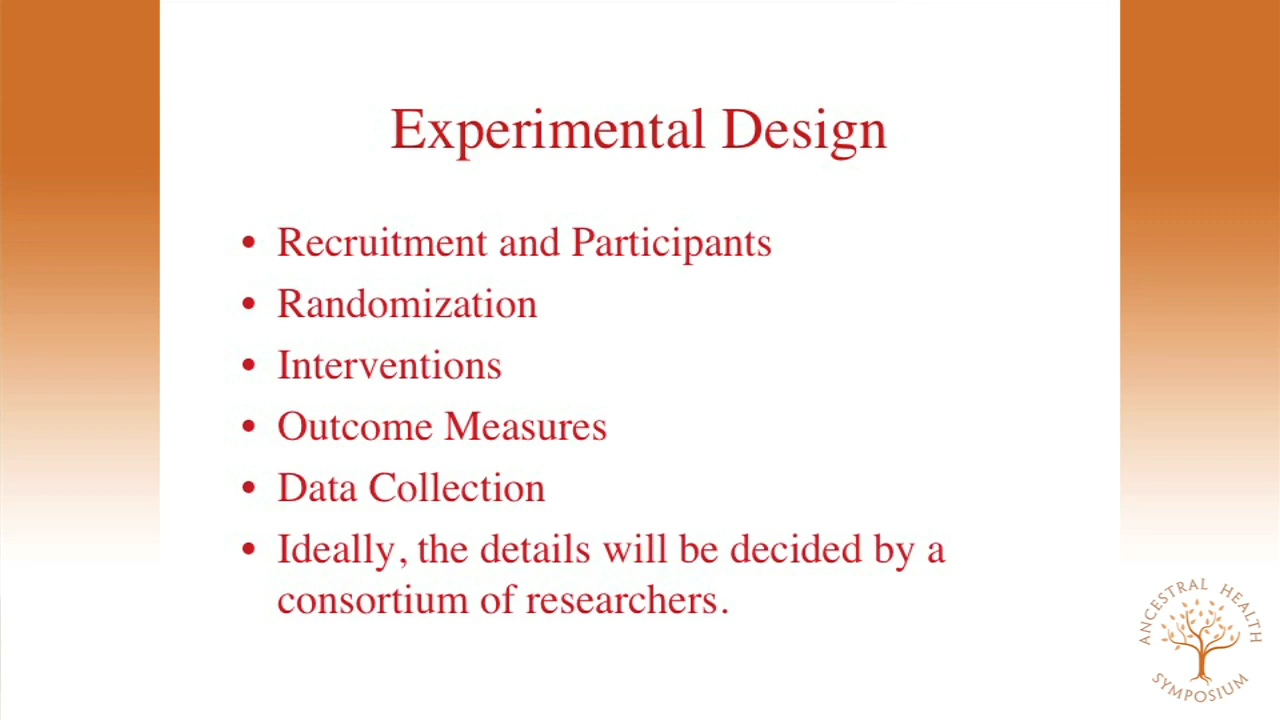 Experimental Design
• Recruitment and Participants
• Randomization
• Interventions
• Outcome Measures
• Data Collection
• Ideally, the details will be decided by a
consortium of researchers.
ANCESTRAL HEALTH
SYMPOSIUM